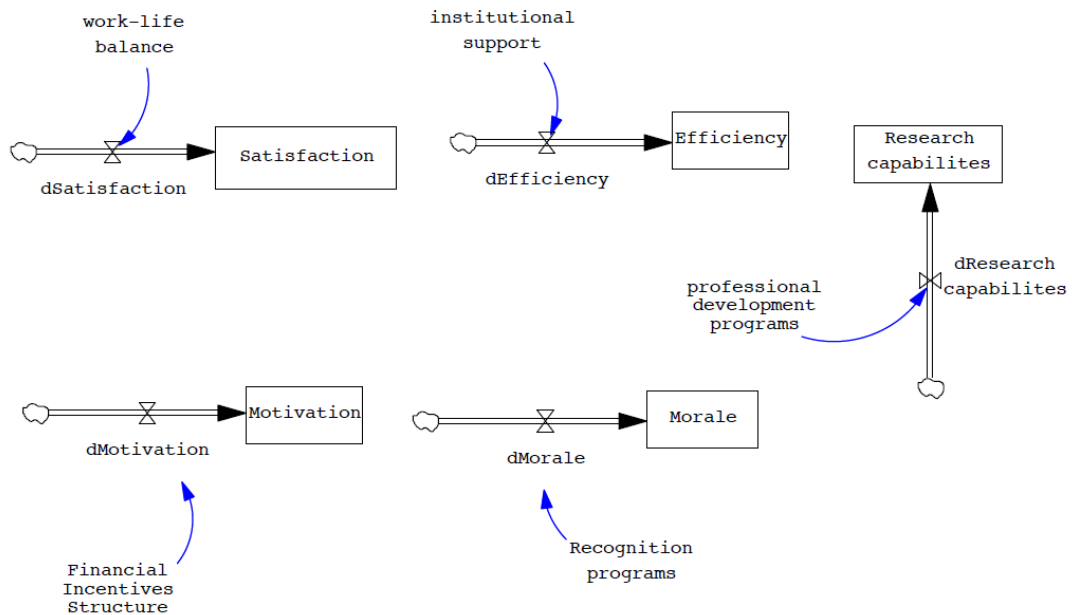 work-life
balance
institutional
support
Satisfaction
dSatisfaction
Efficiency
dEfficiency
Research
capabilites
dResearch
capabilites
professional
development
programs
Motivation
dMotivation
Morale
dMorale
Financial
Incentives
Structure
Recognition
programs